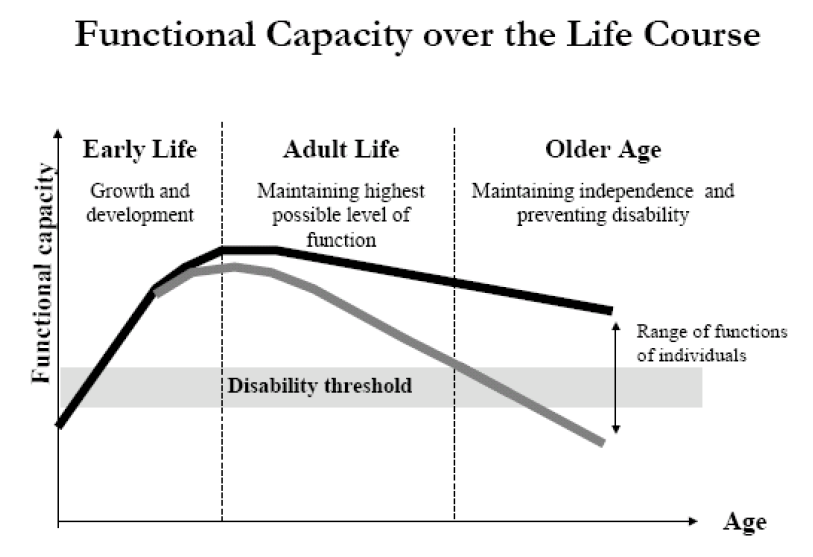 Functional Capacity over the Life Course
Early Life
Adult Life
Older Age
Growth and
development
Maintaining highest
possible level of
function
Maintaining independence and
preventing disability
Functional capacity
Range of functions
of individuals
Disability threshold
Age